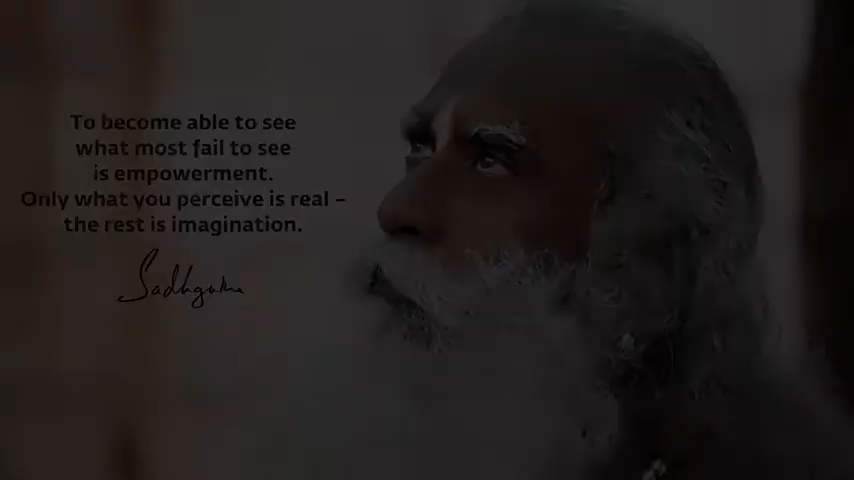 To become able to see
what most fail to see
is empowerment.
Only what you perceive is real –
the rest is imagination.
Sadhguru